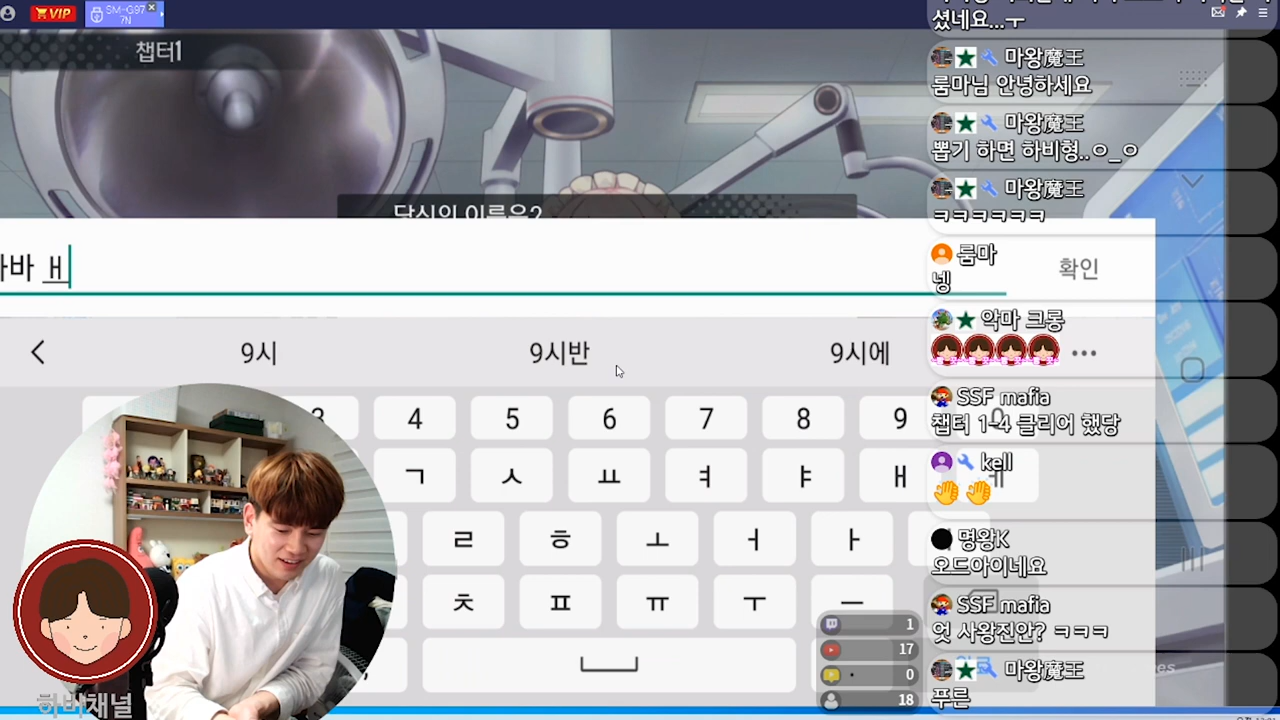 VIP
SM-G97
7N
챕터1
당신의 이름은?
바 ㅐ
확인
9시
9시반
9시에
3
4
5
6
7
8
9
0
ㄱ
ㅅ
ㅛ
ㅕ
ㅑ
ㅐ
ㅔ
ㄹ
ㅎ
ㅗ
ㅓ
ㅏ
ㅊ
ㅍ
ㅠ
ㅜ
ㅡ
셨네요...ㅜ
마왕魔王
룸마님 안녕하세요
마왕魔王
뽑기 하면 하비형..ㅇ_ㅇ
마왕魔王
ㅋㅋㅋㅋㅋㅋ
룸마
넹
악마 크롱
SSF mafia
챕터 1-4 클리어 했당
kell
명왕K
오드아이네요
SSF mafia
엇 사왕진안? ㅋㅋㅋ
마왕魔王
푸른
1
17
0
18
하비채널